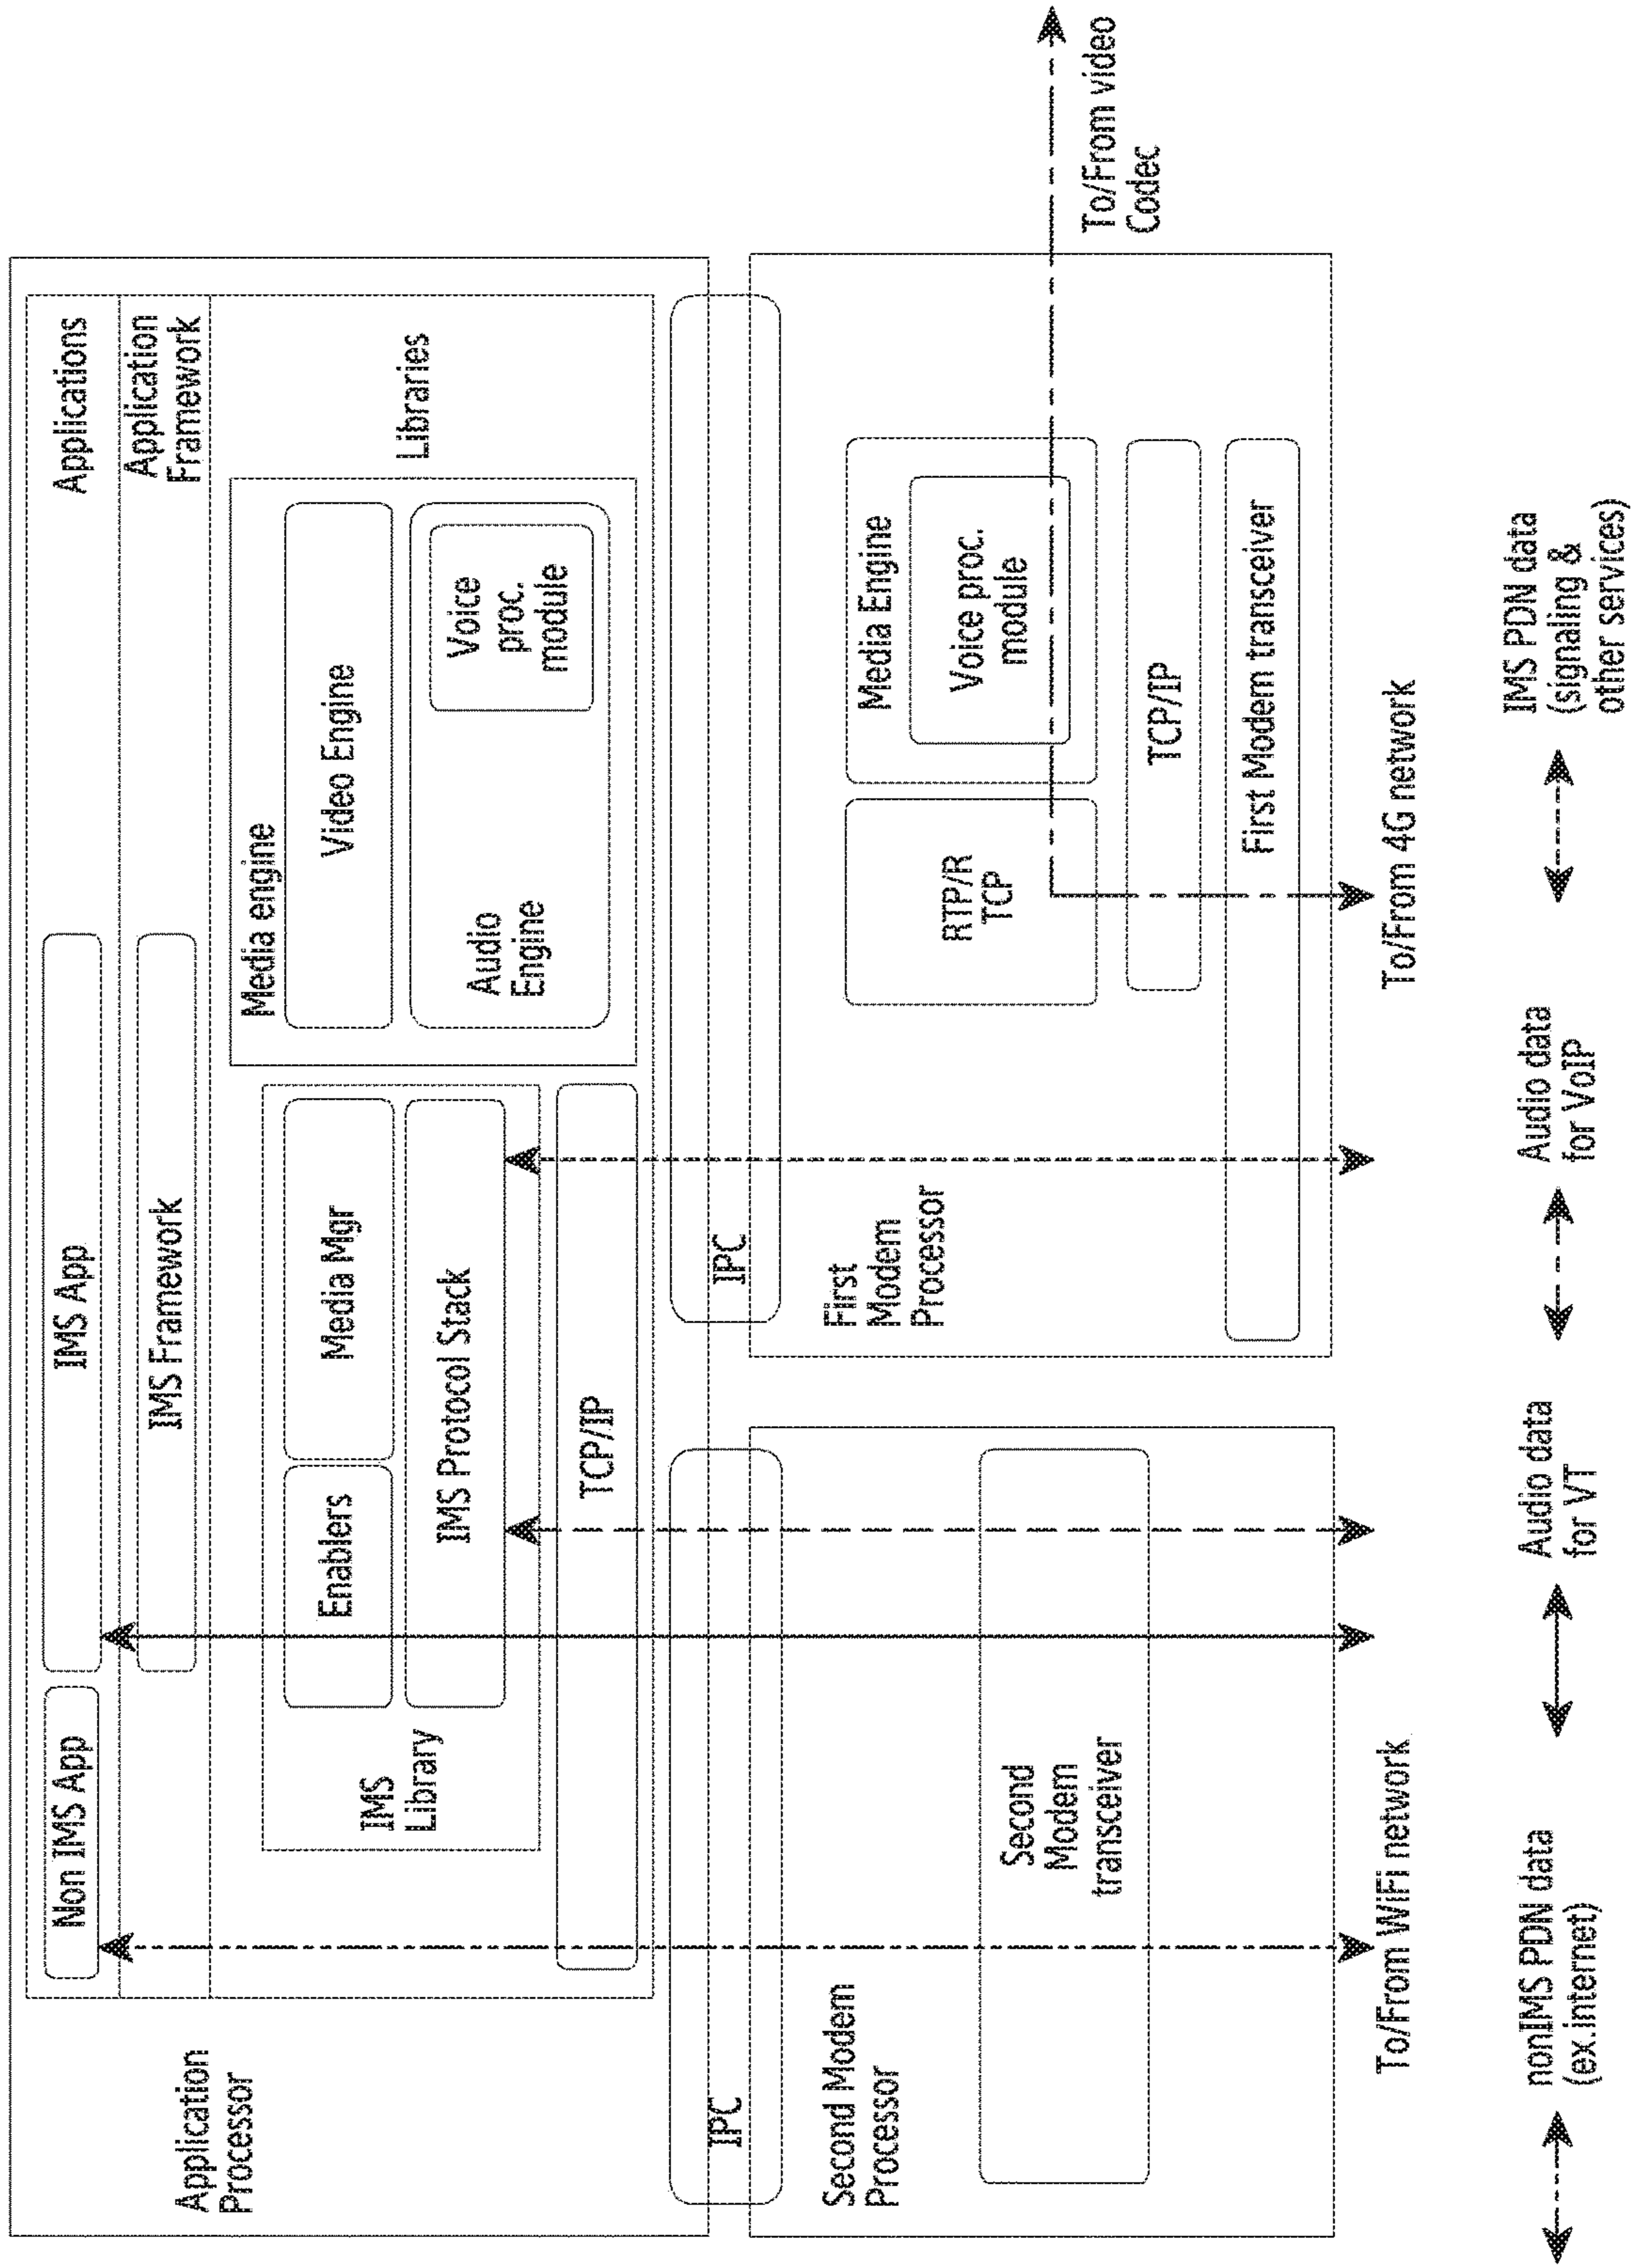 Application
Processor
Non IMS App
IMS App
Applications
IMS Framework
Application
Framework
IMS
Library
Enablers
Media Mgr
IMS Protocol Stack
TCP/IP
Media engine
Video Engine
Audio
Engine
Voice
proc.
module
Libraries
IPC
IPC
Second Modem
Processor
Second
Modem
transceiver
First
Modem
Processor
RTP/R
TCP
Media Engine
Voice proc.
module
TCP/IP
First Modem transceiver
To/From video
Codec
To/From WiFi network
To/From 4G network
nonIMS PDN data
(ex.internet)
Audio data
for VT
Audio data
for VoIP
IMS PDN data
(signaling &
other services)